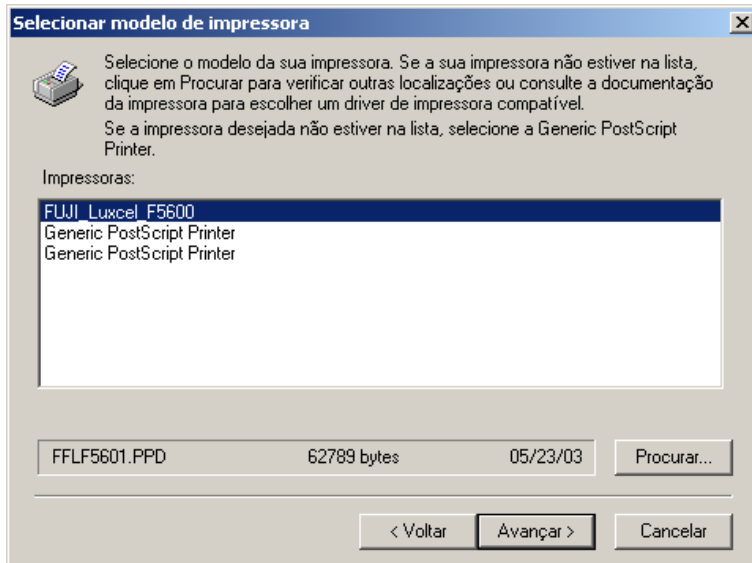 Selecionar modelo de impressora
Selecione o modelo da sua impressora. Se a sua impressora não estiver na lista,
clique em Procurar para verificar outras localizações ou consulte a documentação
da impressora para escolher um driver de impressora compatível.
Se a impressora desejada não estiver na lista, selecione a Generic PostScript
Printer.
Impressoras:
FUJI_Luxcel_F5600
Generic PostScript Printer
Generic PostScript Printer
FFLF5601.PPD 62789 bytes 05/23/03 Procurar...
< Voltar Avançar > Cancelar